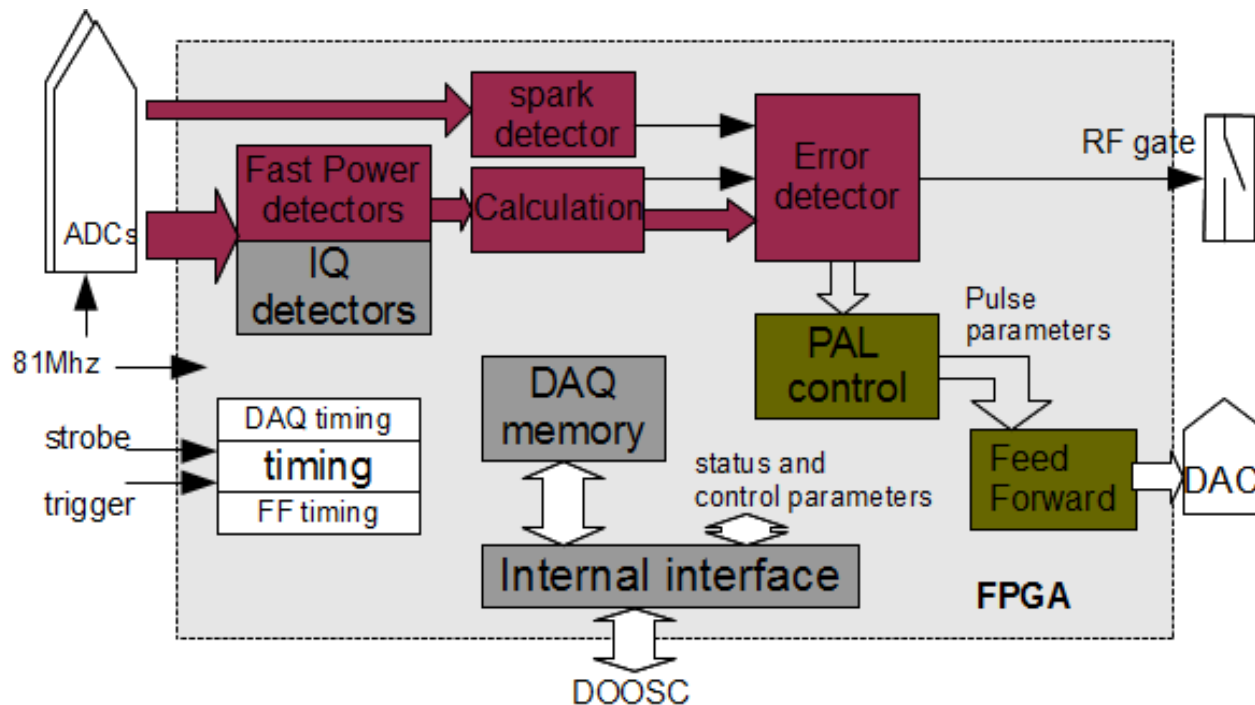 spark
detector
RF gate
Fast Power
detectors
Error
detector
Calculation
ADCs
IQ
detectors
Pulse
parameters
PAL
control
81Mhz
DAQ
memory
DAQ timing
strobe
timing
status and
control parameters
Feed
Forward
DAC
trigger
FF timing
Internal interface
FPGA
DOOSC